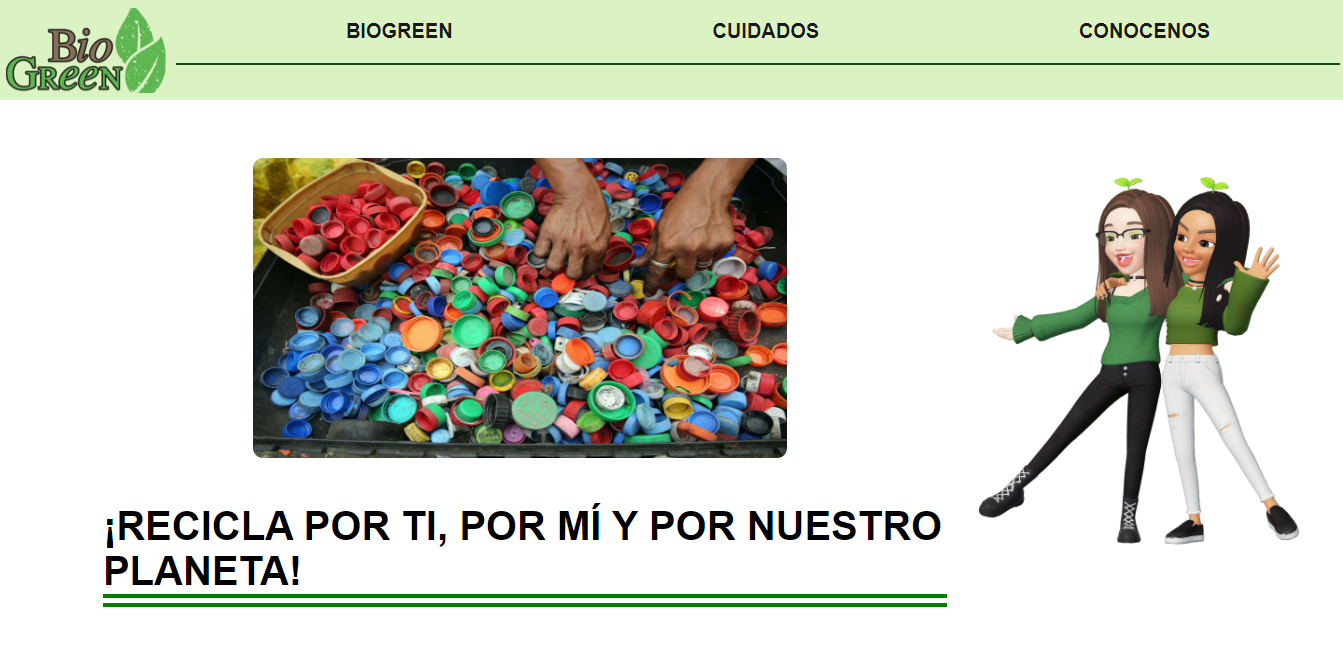 Bio
GREEN
BIOGREEN
CUIDADOS
CONOCENOS
¡RECICLA POR TI, POR MÍ Y POR NUESTRO
PLANETA!